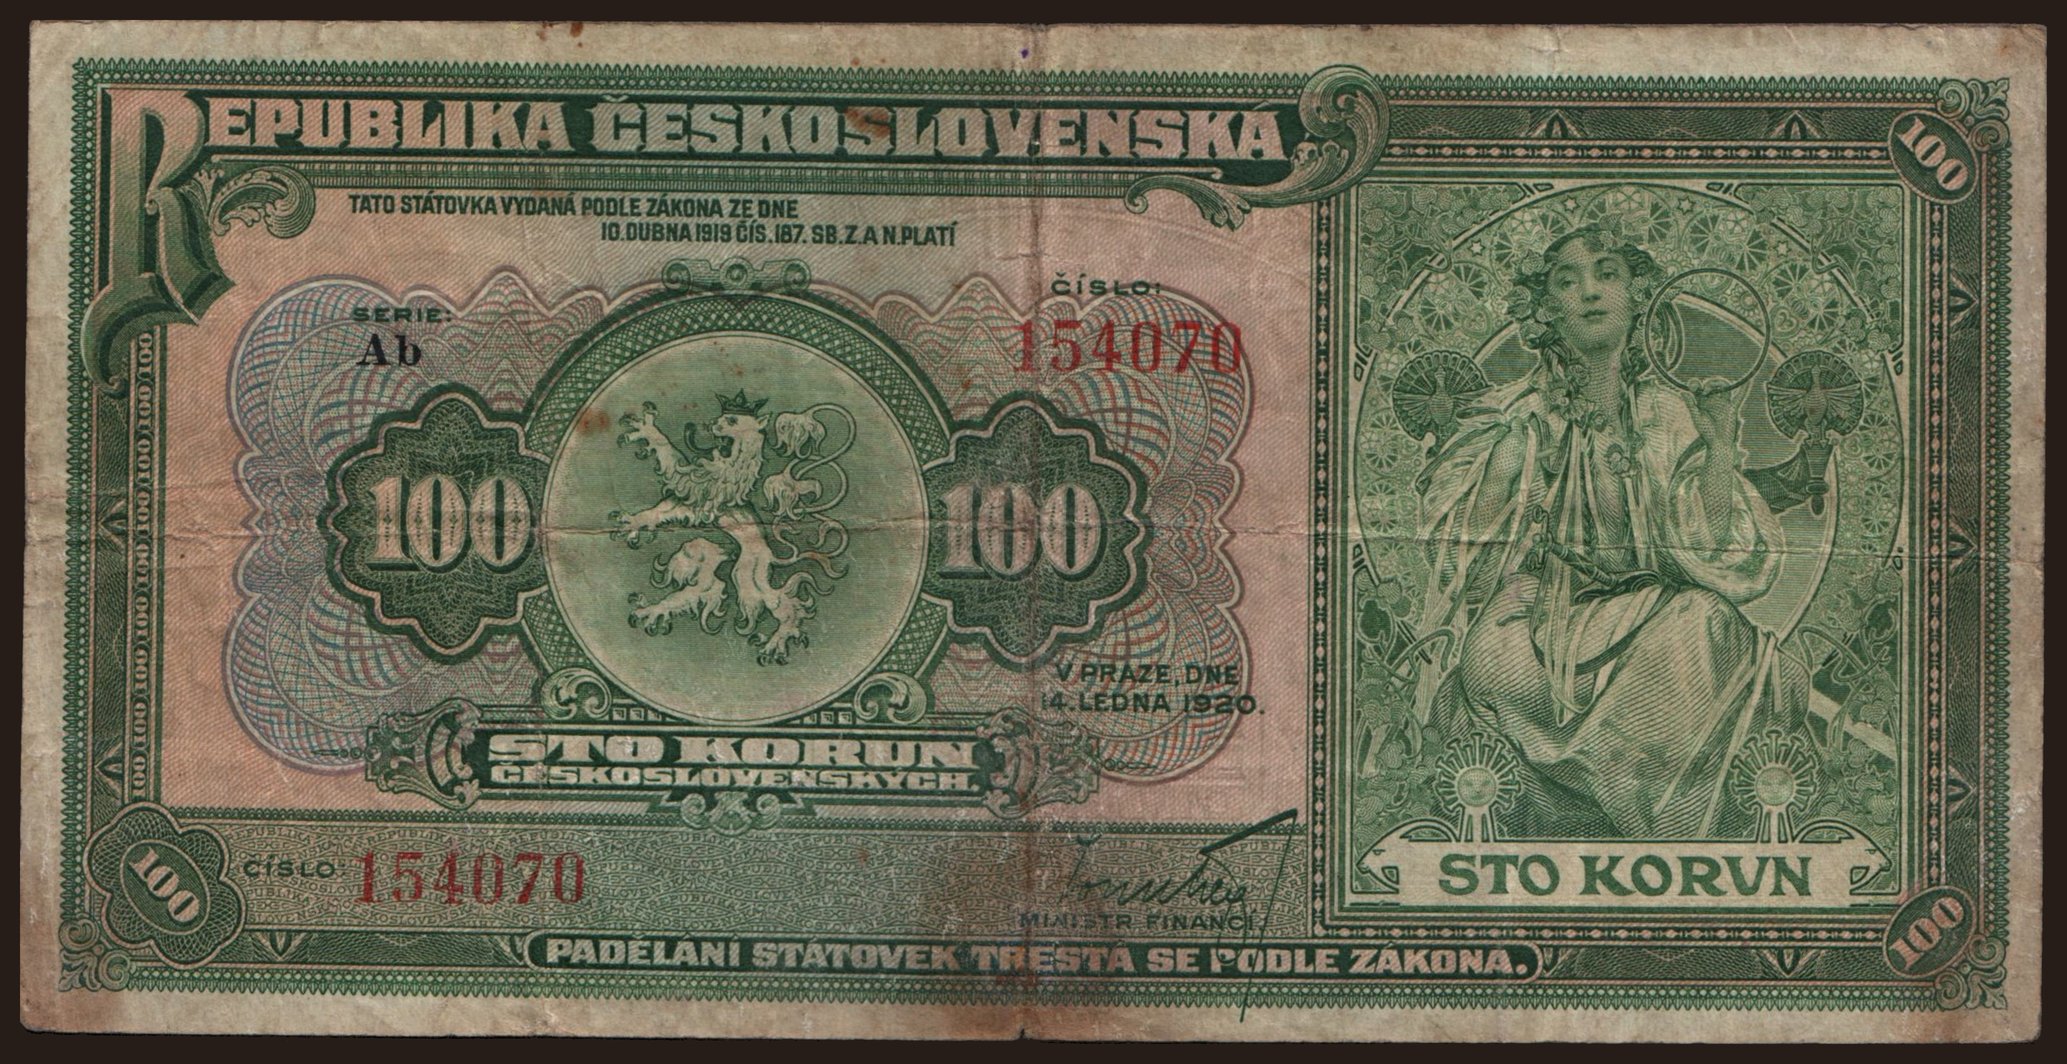 REPUBLIKA ČESKOSLOVENSKÁ
100
TATO STÁTOVKA VYDANÁ PODLE ZÁKONA ZE DNE
10. DUBNA 1919 ČÍS. 187. SB. Z. A N. PLATÍ
SERIE:
Ab
ČÍSLO:
154070
100
100
V PRAZE, DNE
14. LEDNA 1920.
STO KORUN
ČESKOSLOVENSKÝCH.
100
ČÍSLO:
154070
MINISTR FINANCÍ:
STO KORVN
100
PADĚLÁNÍ STÁTOVEK TRESTÁ SE PODLE ZÁKONA.